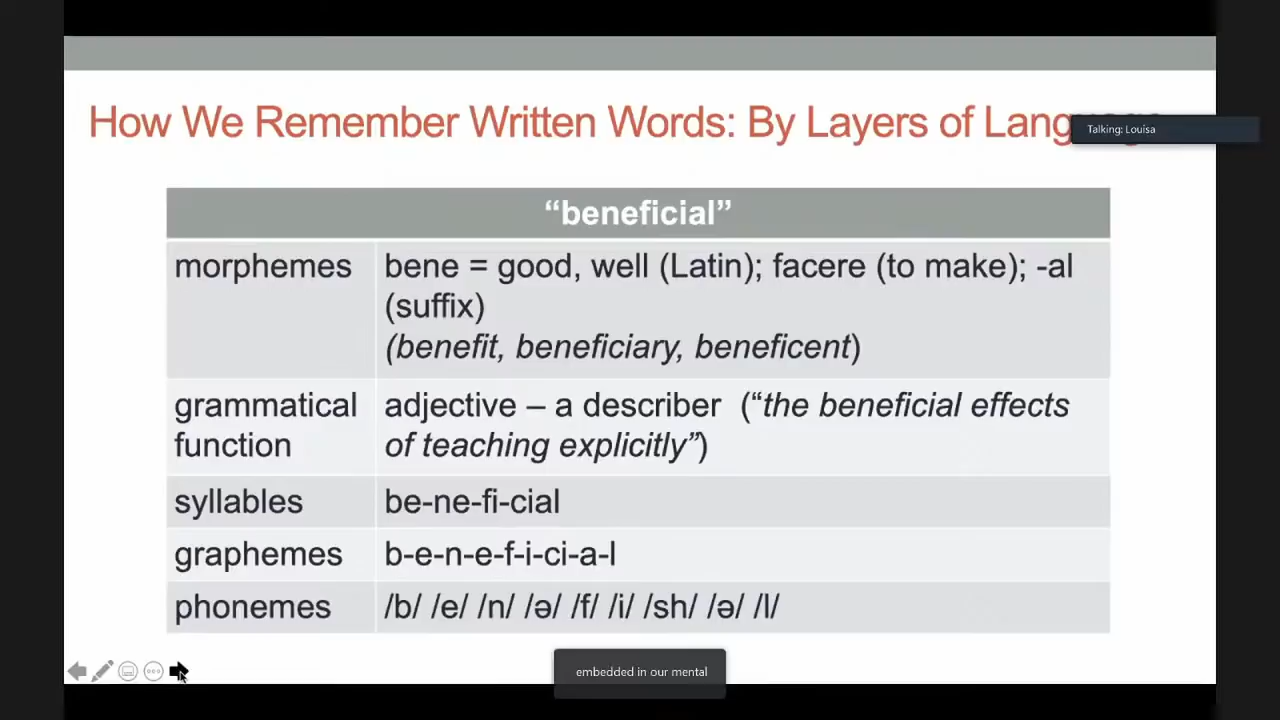 How We Remember Written Words: By Layers of
Talking: Louisa
“beneficial”
morphemes
bene = good, well (Latin); facere (to make); -al
(suffix)
(benefit, beneficiary, beneficent)
grammatical
function
adjective – a describer (“the beneficial effects
of teaching explicitly”)
syllables
be-ne-fi-cial
graphemes
b-e-n-e-f-i-ci-a-l
phonemes
/b/ /e/ /n/ /ə/ /f/ /i/ /sh/ /ə/ /l/
embedded in our mental